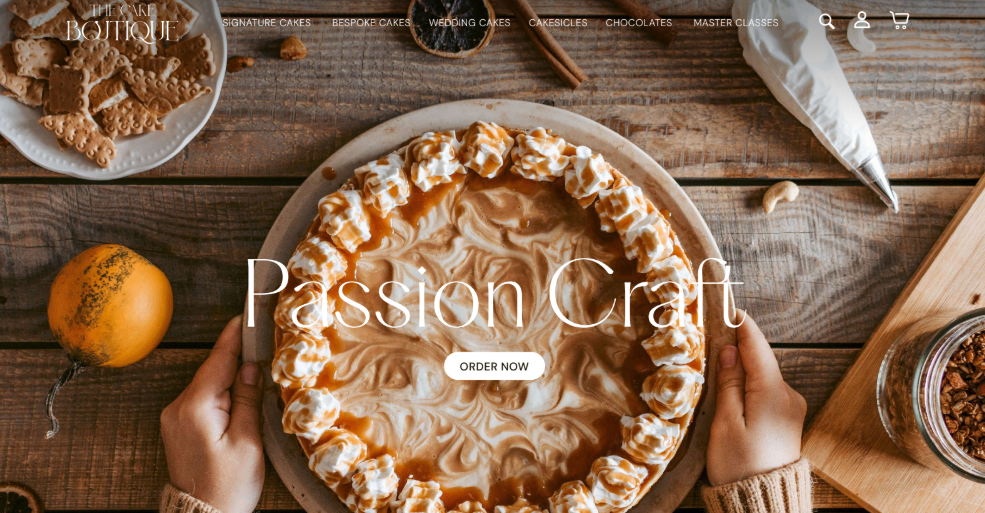 THE CAKE
BOUTIQUE
SIGNATURE CAKES
BESPOKE CAKES
WEDDING CAKES
CAKESICLES
CHOCOLATES
MASTER CLASSES
Passion Craft
ORDER NOW